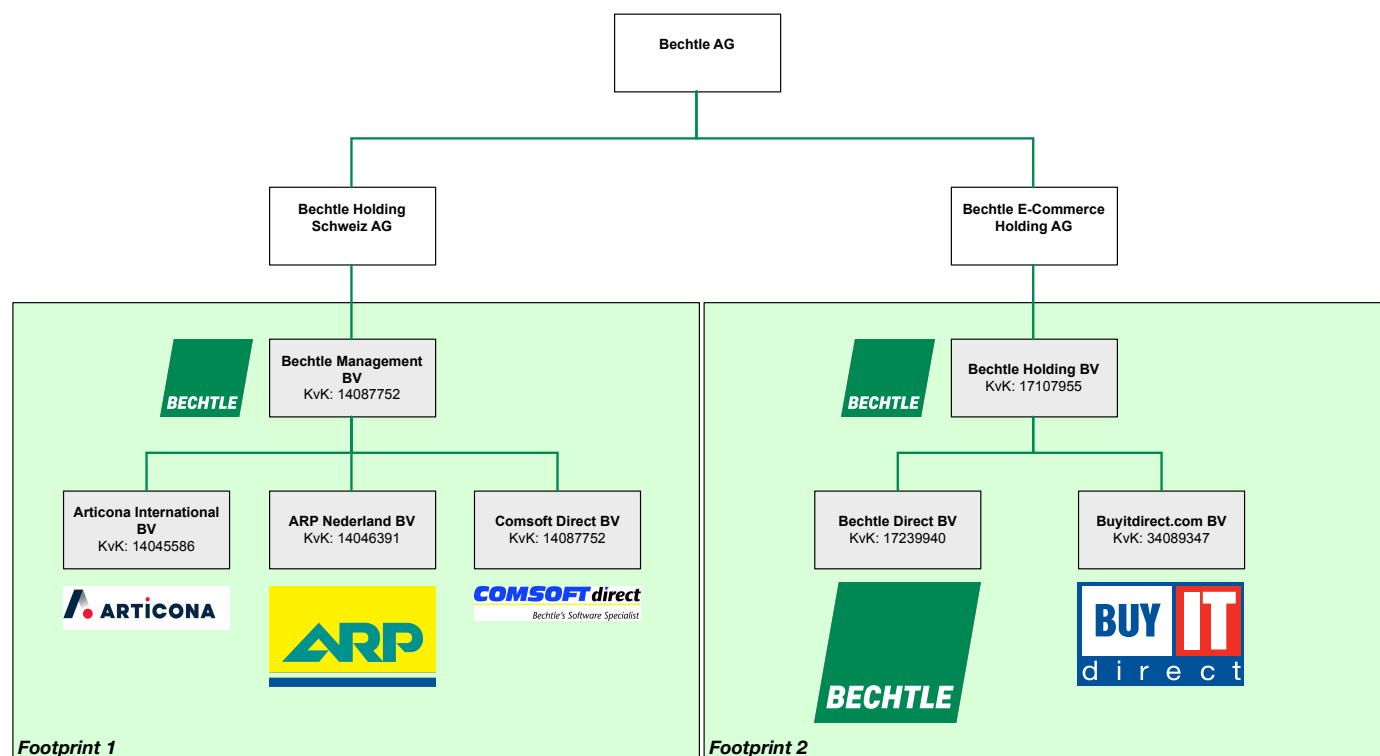 Bechtle AG
Bechtle Holding
Schweiz AG
Bechtle E-Commerce
Holding AG
BECHTLE
Bechtle Management
BV
KvK: 14087752
BECHTLE
Bechtle Holding BV
KvK: 17107955
Articona International
BV
KvK: 14045586
ARP Nederland BV
KvK: 14046391
Comsoft Direct BV
KvK: 14087752
Bechtle Direct BV
KvK: 17239940
Buyitdirect.com BV
KvK: 34089347
ARTICONA
ARP
COMSOFT direct
Bechtle's Software Specialist
BECHTLE
BUY IT
direct
Footprint 1
Footprint 2